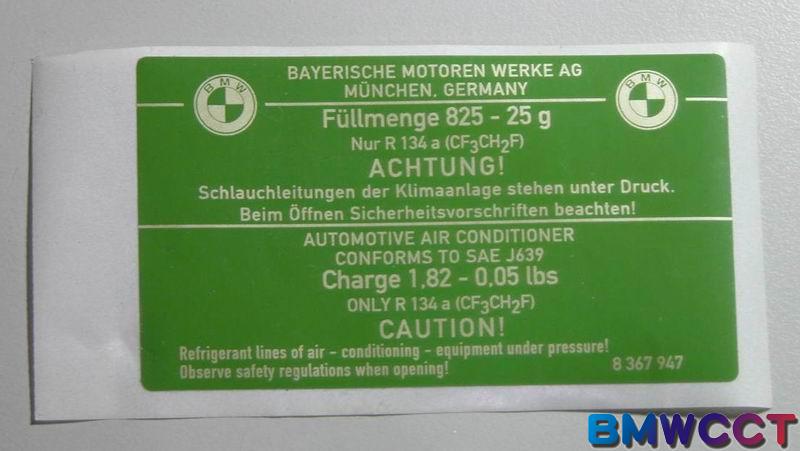 BAYERISCHE MOTOREN WERKE AG
MÜNCHEN, GERMANY
BMW
BMW
Füllmenge 825 - 25 g
Nur R 134 a (CF3CH2F)
ACHTUNG!
Schlauchleitungen der Klimaanlage stehen unter Druck.
Beim Öffnen Sicherheitsvorschriften beachten!
AUTOMOTIVE AIR CONDITIONER
CONFORMS TO SAE J639
Charge 1,82 - 0,05 lbs
ONLY R 134 a (CF3CH2F)
CAUTION!
Refrigerant lines of air - conditioning - equipment under pressure!
Observe safety regulations when opening!
8 367 947
BMWCCT